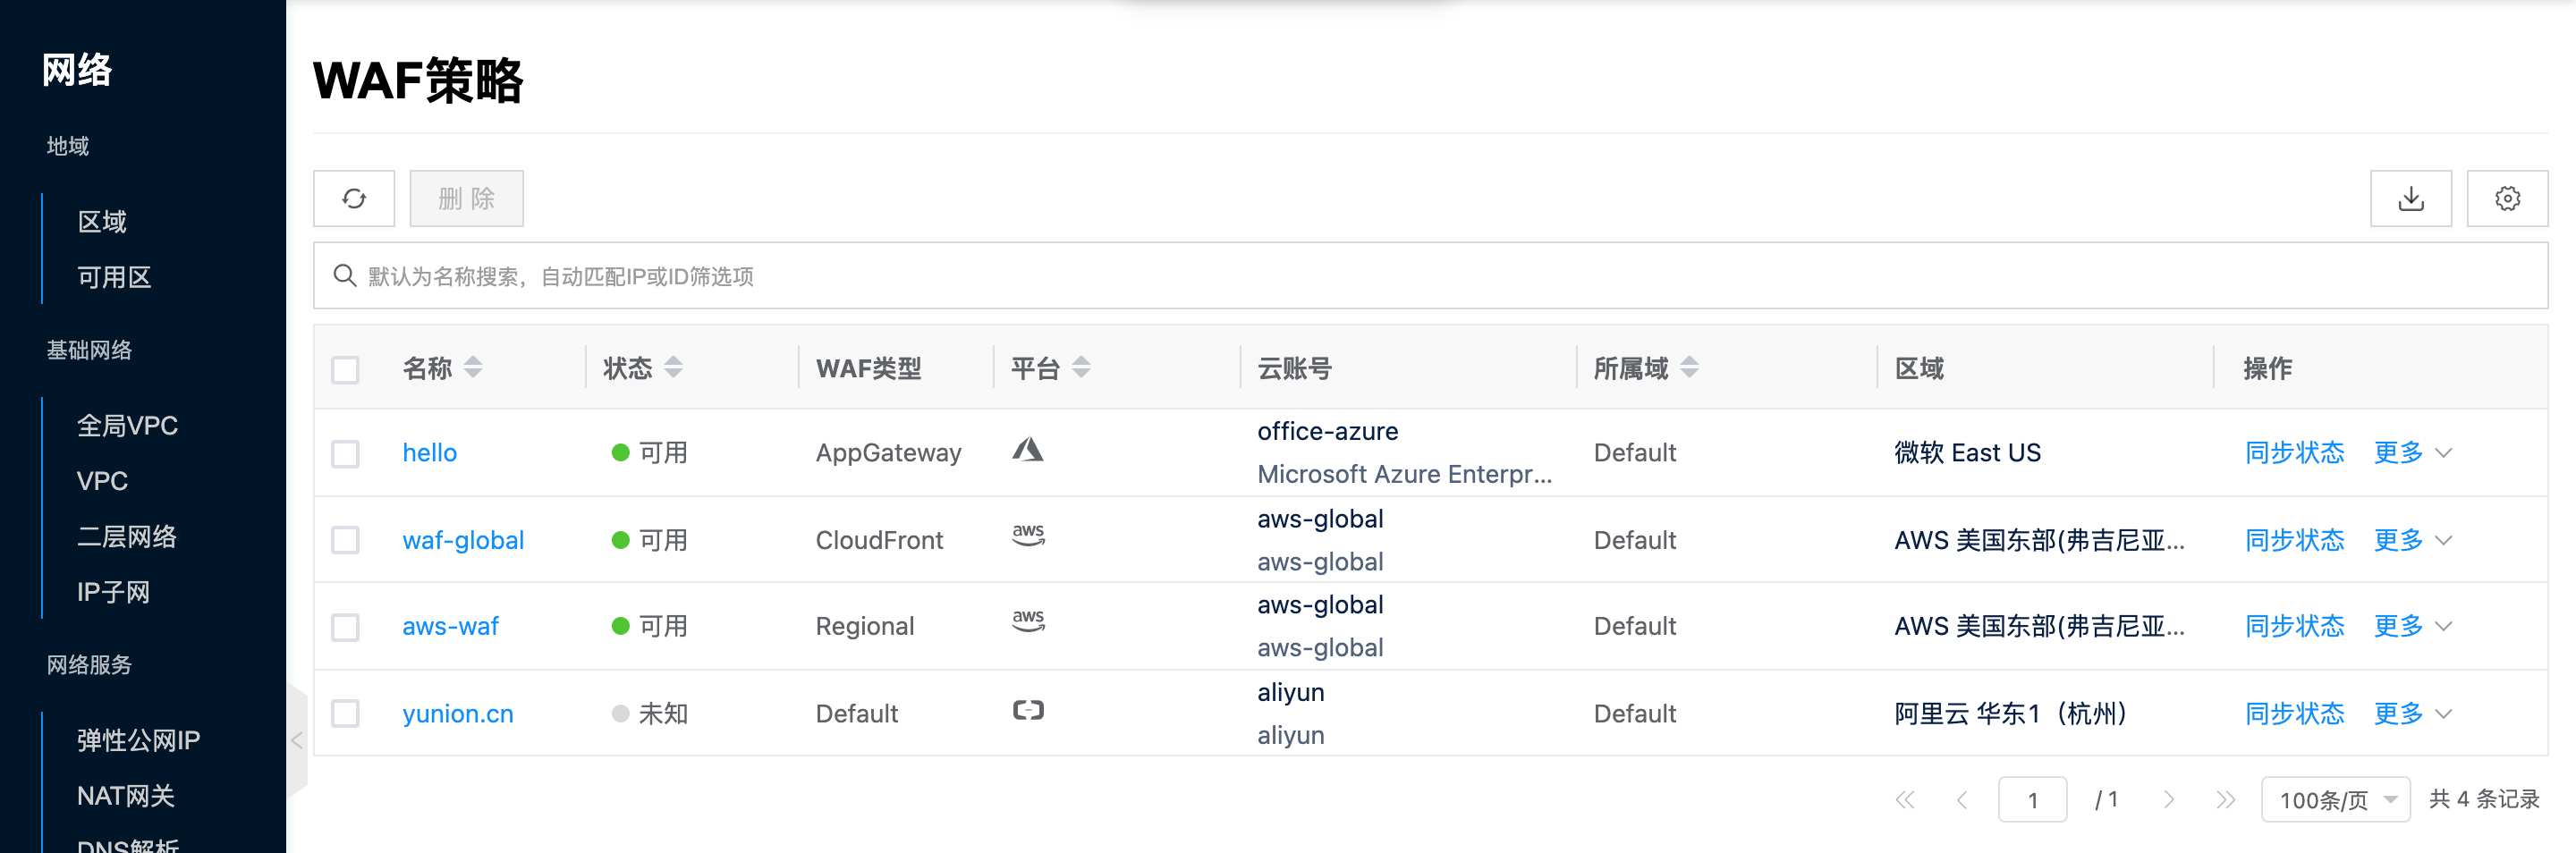 网络
地域
区域
可用区
基础网络
全局VPC
VPC
二层网络
IP子网
网络服务
弹性公网IP
NAT网关
DNS解析
WAF策略
删 除
默认为名称搜索，自动匹配IP或ID筛选项
名称 状态 WAF类型 平台 云账号 所属域 区域 操作
hello 可用 AppGateway office-azure Microsoft Azure Enterpr... Default 微软 East US 同步状态 更多
waf-global 可用 CloudFront aws aws-global aws-global Default AWS 美国东部(弗吉尼亚... 同步状态 更多
aws-waf 可用 Regional aws aws-global aws-global Default AWS 美国东部(弗吉尼亚... 同步状态 更多
yunion.cn 未知 Default aliyun aliyun Default 阿里云 华东1（杭州） 同步状态 更多
1 / 1 100条/页 共 4 条记录